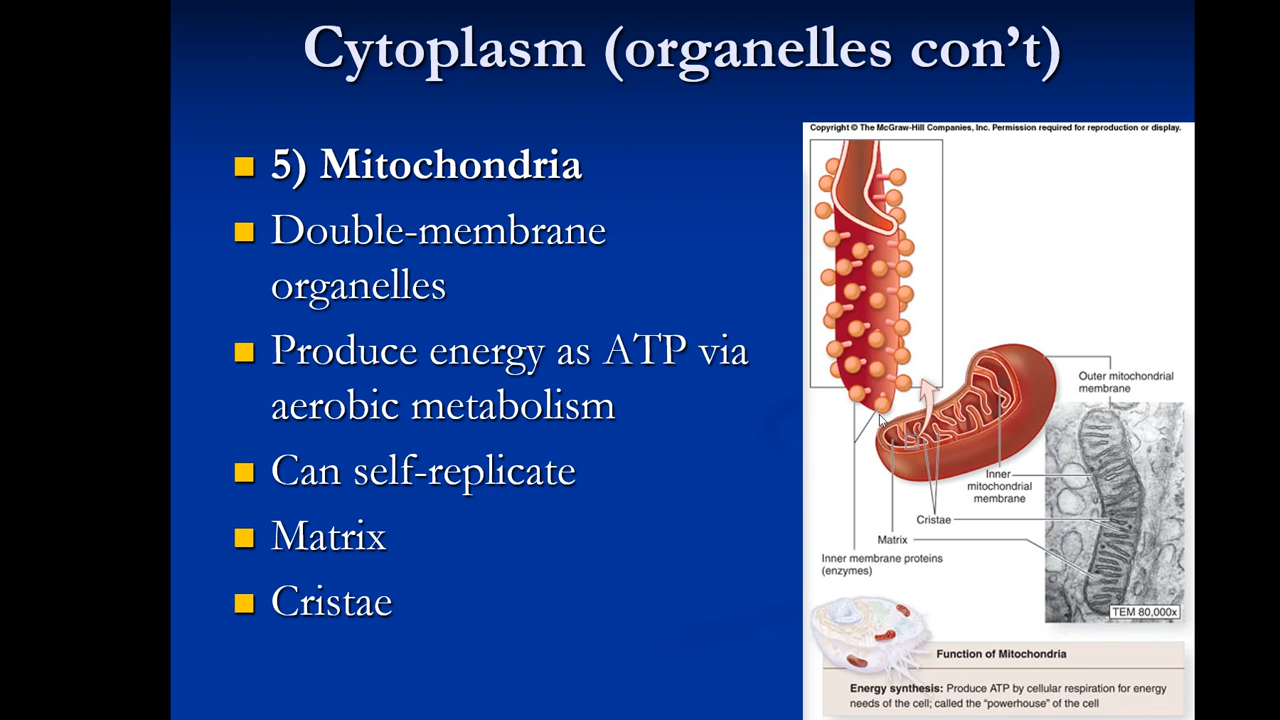 Cytoplasm (organelles con’t)
5) Mitochondria
Double-membrane
organelles
Produce energy as ATP via
aerobic metabolism
Can self-replicate
Matrix
Cristae
Copyright © The McGraw-Hill Companies, Inc. Permission required for reproduction or display.
Outer mitochondrial
membrane
Inner
mitochondrial
membrane
Cristae
Matrix
Inner membrane proteins
(enzymes)
TEM 80,000x
Function of Mitochondria
Energy synthesis: Produce ATP by cellular respiration for energy
needs of the cell; called the “powerhouse” of the cell